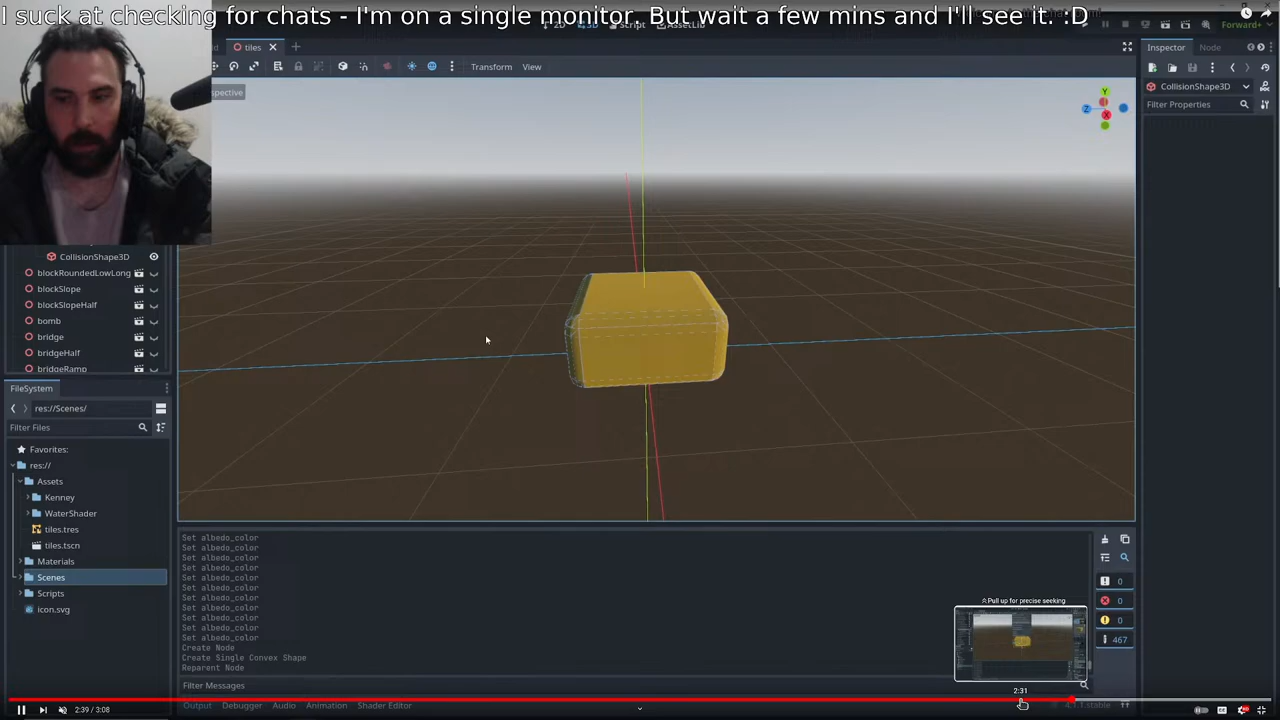 I suck at checking for chats - I'm on a single monitor. But wait a few mins and I'll see it. :D
Script
AssetLib
Forward+
tiles
Inspector
Node
Transform
View
CollisionShape3D
spective
Filter Properties
Y
Z
X
CollisionShape3D
blockRoundedLowLong
blockSlope
blockSlopeHalf
bomb
bridge
bridgeHalf
bridgeRamp
FileSystem
res://Scenes/
Filter Files
Favorites:
res://
Assets
Kenney
WaterShader
tiles.tres
tiles.tscn
Materials
Scenes
Scripts
icon.svg
Set albedo_color
Set albedo_color
Set albedo_color
Set albedo_color
Set albedo_color
Set albedo_color
Set albedo_color
Set albedo_color
Set albedo_color
Set albedo_color
Set albedo_color
Create Node
Create Single Convex Shape
Reparent Node
Filter Messages
0
0
0
467
Pull up for precise seeking
2:31
Output
Debugger
Audio
Animation
Shader Editor
2:39 / 3:08